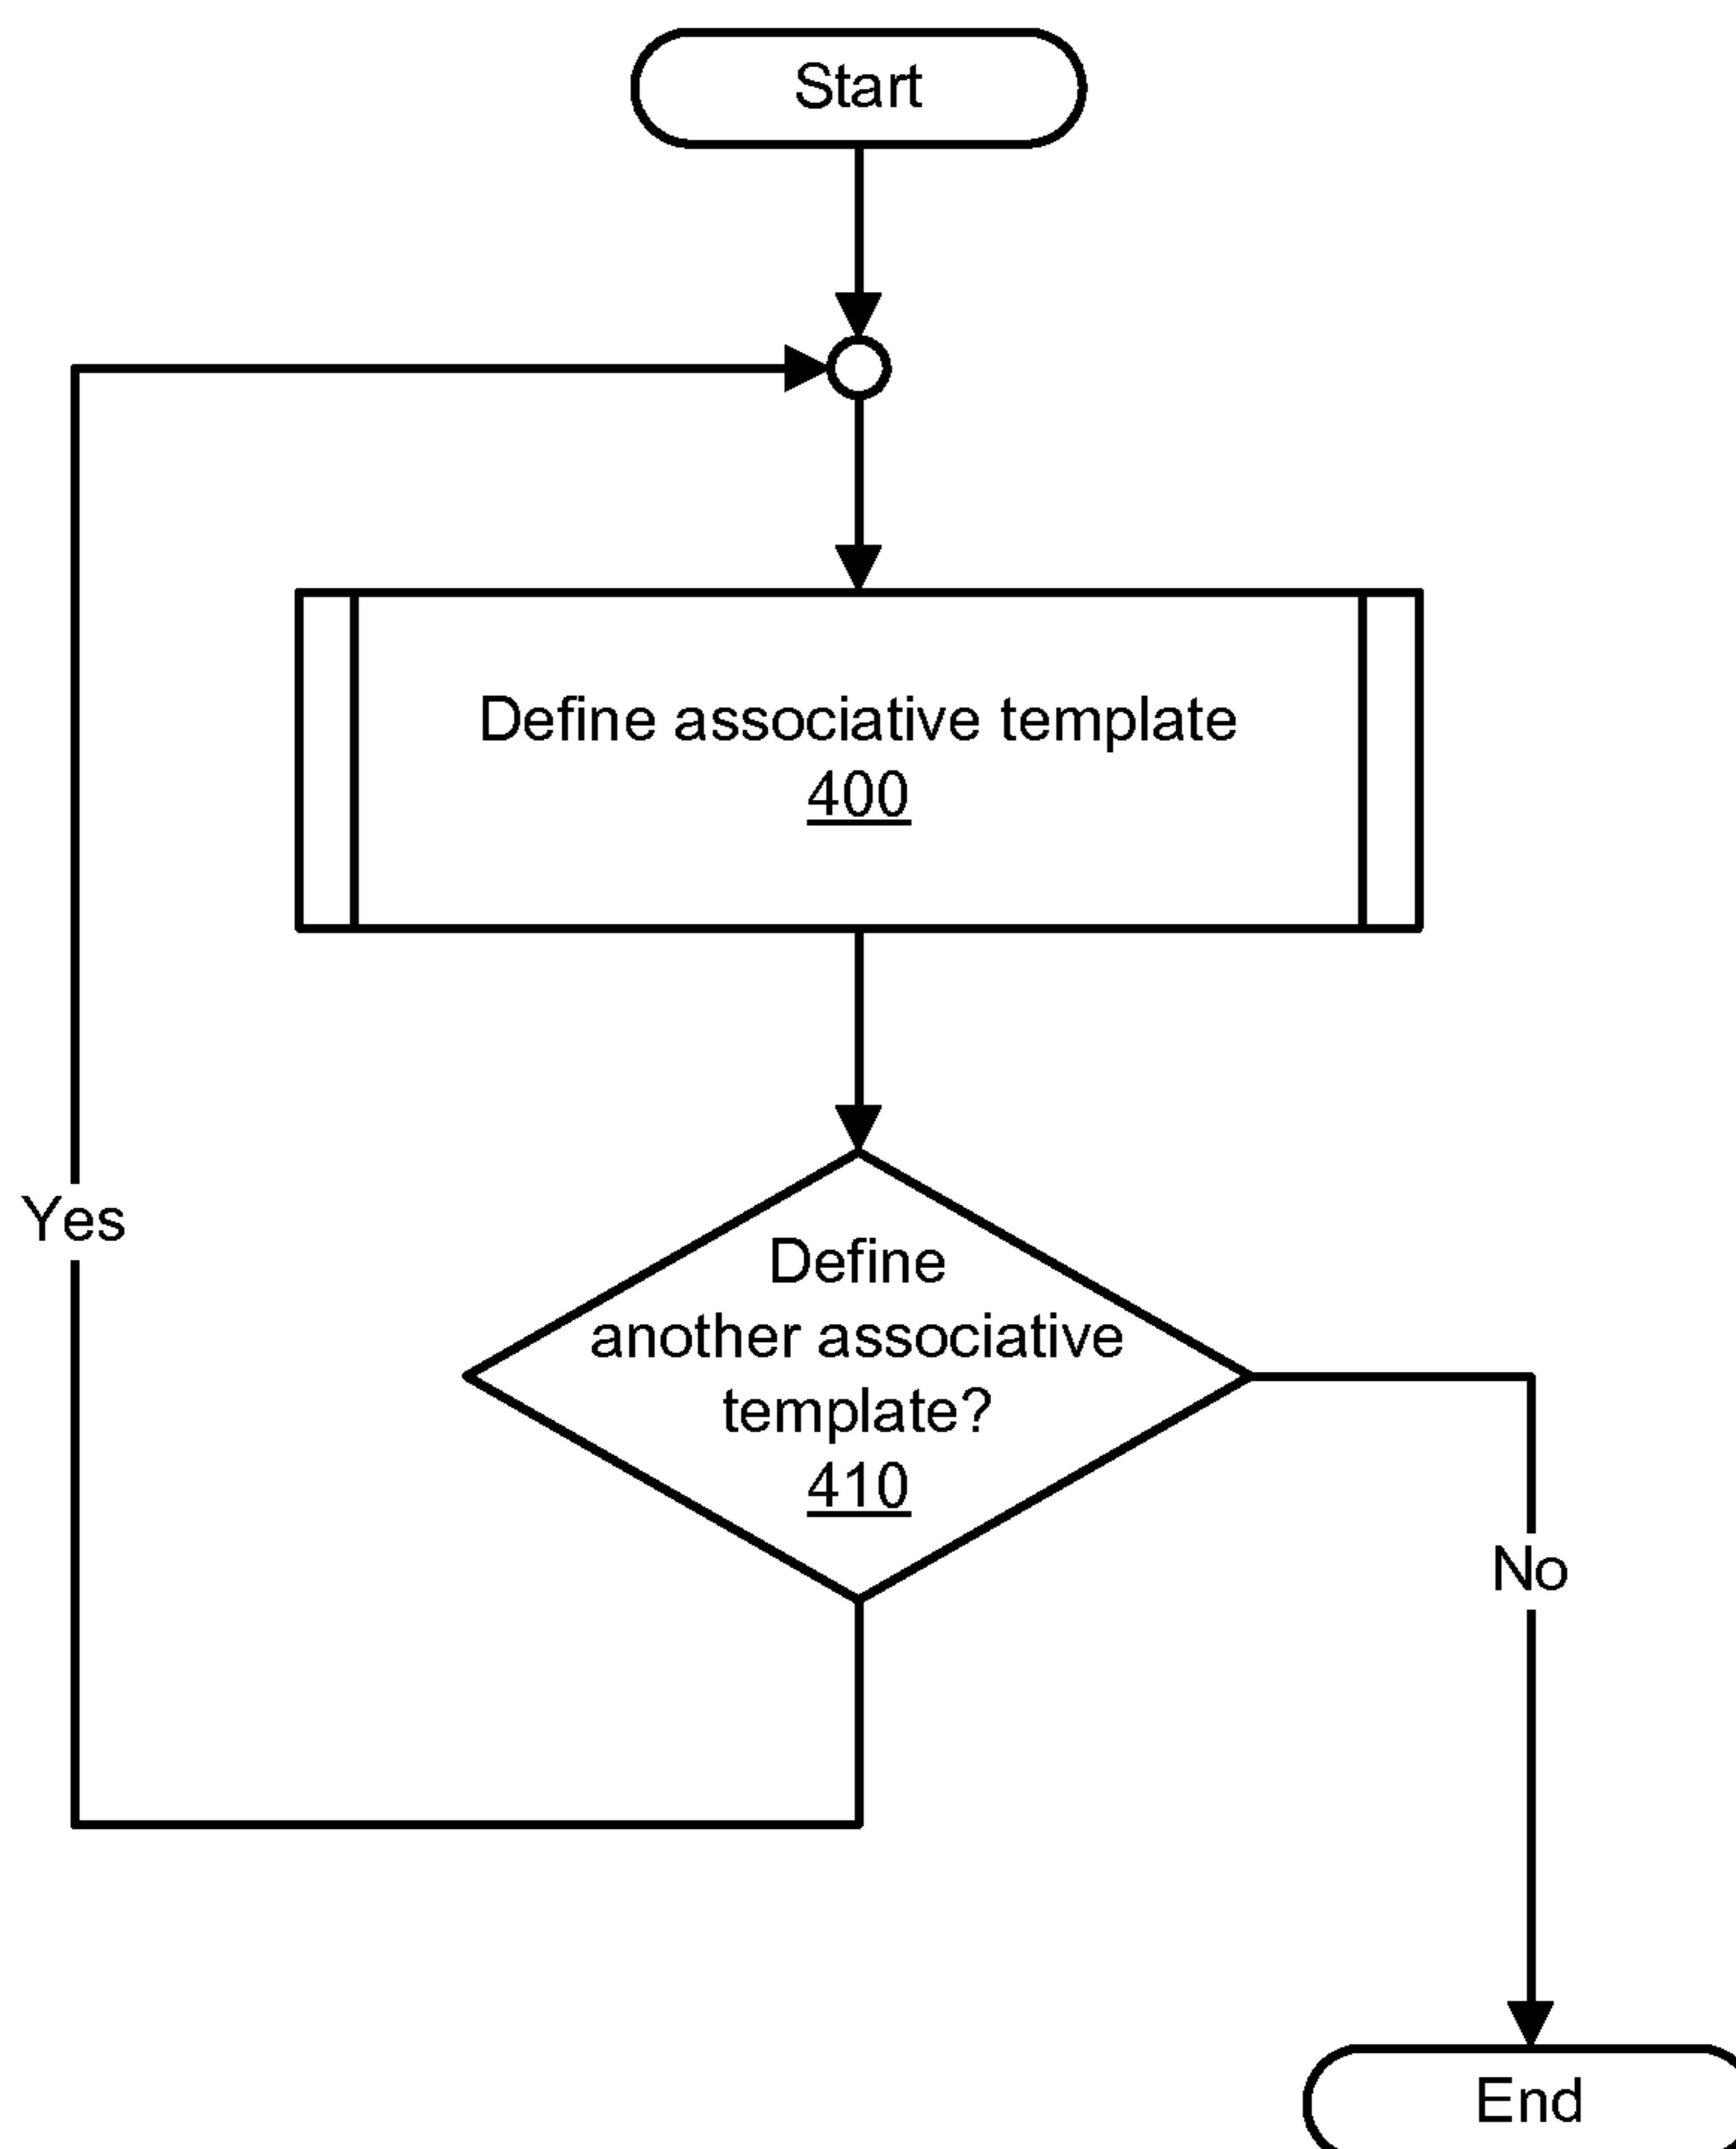 Start
Define associative template
400
Yes
Define
another associative
template?
410
No
End